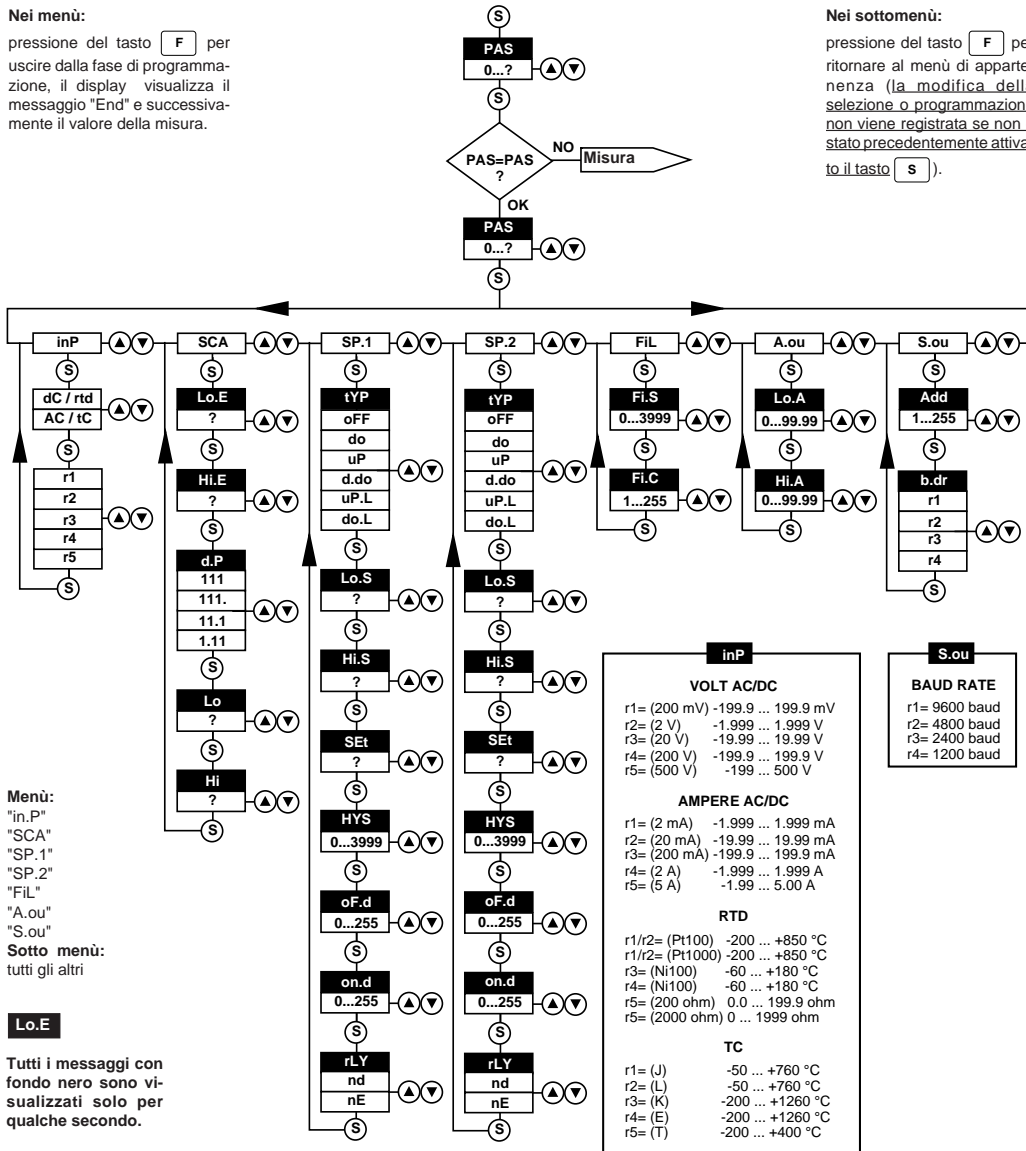 Nei menù:
pressione del tasto F per
uscire dalla fase di programma-
zione, il display visualizza il
messaggio "End" e successiva-
mente il valore della misura.
S
PAS
0...?
S
PAS=PAS
?
NO
Misura
OK
PAS
0...?
S
Nei sottomenù:
pressione del tasto F pe
ritornare al menù di apparte
nenza (la modifica dell
selezione o programmazion
non viene registrata se non
stato precedentemente attiva
to il tasto S ).
inP
S
dC / rtd
AC / tC
S
r1
r2
r3
r4
r5
S
SCA
S
Lo.E
?
S
Hi.E
?
S
d.P
111
111.
11.1
1.11
S
Lo
?
S
Hi
?
S
SP.1
S
tYP
oFF
do
uP
d.do
uP.L
do.L
S
Lo.S
?
S
Hi.S
?
S
SEt
?
S
HYS
0...3999
S
oF.d
0...255
S
on.d
0...255
S
rLY
nd
nE
S
SP.2
S
tYP
oFF
do
uP
d.do
uP.L
do.L
S
Lo.S
?
S
Hi.S
?
S
SEt
?
S
HYS
0...3999
S
oF.d
0...255
S
on.d
0...255
S
rLY
nd
nE
S
FiL
S
Fi.S
0...3999
S
Fi.C
1...255
S
A.ou
S
Lo.A
0...99.99
S
Hi.A
0...99.99
S
S.ou
S
Add
1...255
S
b.dr
r1
r2
r3
r4
S
Menù:
"in.P"
"SCA"
"SP.1"
"SP.2"
"FiL"
"A.ou"
"S.ou"
Sotto menù:
tutti gli altri
Lo.E
Tutti i messaggi con
fondo nero sono vi-
sualizzati solo per
qualche secondo.
inP
VOLT AC/DC
r1= (200 mV) -199.9 ... 199.9 mV
r2= (2 V) -1.999 ... 1.999 V
r3= (20 V) -19.99 ... 19.99 V
r4= (200 V) -199.9 ... 199.9 V
r5= (500 V) -199 ... 500 V
AMPERE AC/DC
r1= (2 mA) -1.999 ... 1.999 mA
r2= (20 mA) -19.99 ... 19.99 mA
r3= (200 mA) -199.9 ... 199.9 mA
r4= (2 A) -1.999 ... 1.999 A
r5= (5 A) -1.99 ... 5.00 A
RTD
r1/r2= (Pt100) -200 ... +850 °C
r1/r2= (Pt1000) -200 ... +850 °C
r3= (Ni100) -60 ... +180 °C
r4= (Ni100) -60 ... +180 °C
r5= (200 ohm) 0.0 ... 199.9 ohm
r5= (2000 ohm) 0 ... 1999 ohm
TC
r1= (J) -50 ... +760 °C
r2= (L) -50 ... +760 °C
r3= (K) -200 ... +1260 °C
r4= (E) -200 ... +1260 °C
r5= (T) -200 ... +400 °C
S.ou
BAUD RATE
r1= 9600 baud
r2= 4800 baud
r3= 2400 baud
r4= 1200 baud